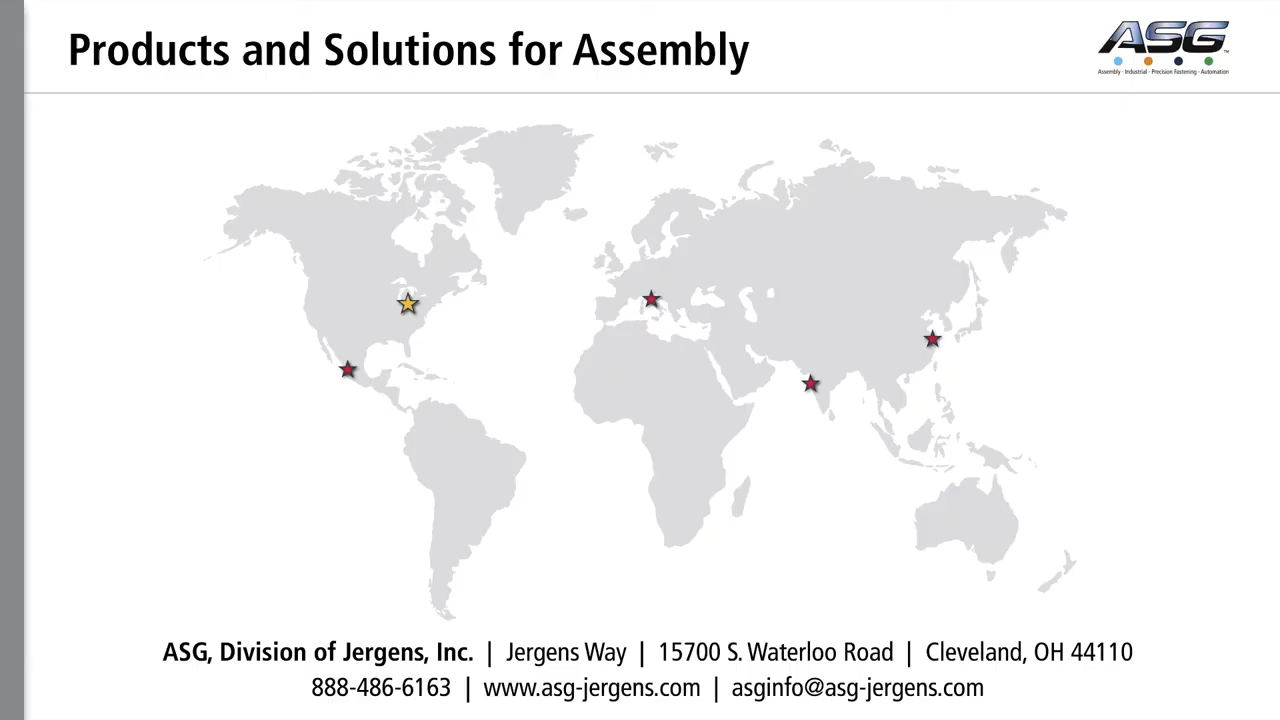 Products and Solutions for Assembly
ASG™
Assembly · Industrial · Precision Fastening · Automation
ASG, Division of Jergens, Inc. | Jergens Way | 15700 S. Waterloo Road | Cleveland, OH 44110
888-486-6163 | www.asg-jergens.com | asginfo@asg-jergens.com